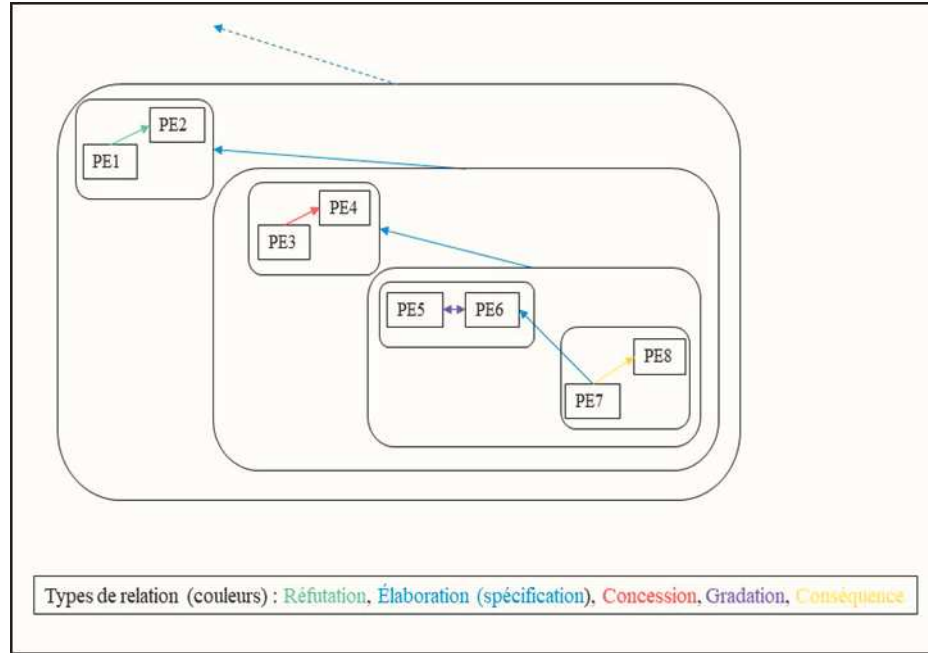 PE2
PE1
PE4
PE3
PE5
PE6
PE8
PE7
Types de relation (couleurs) : Réfutation, Élaboration (spécification), Concession, Gradation, Conséquence